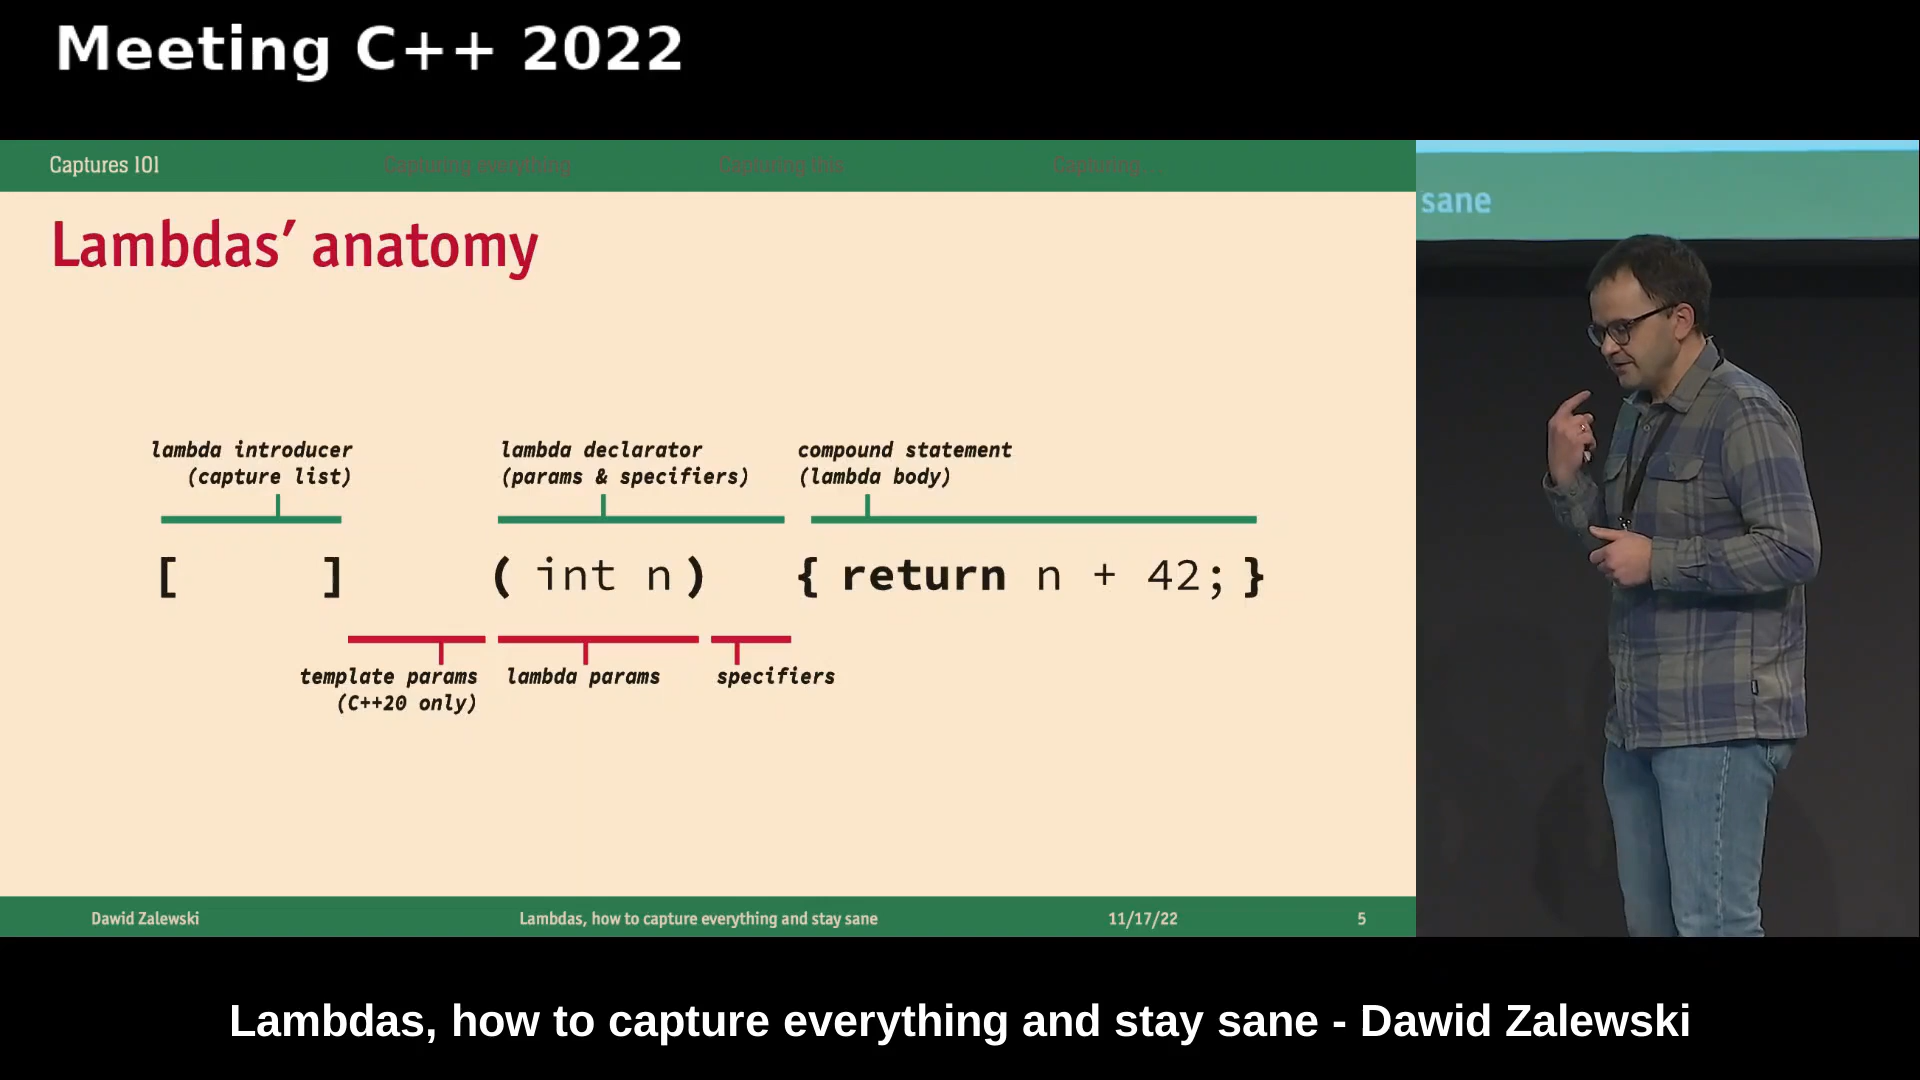 Meeting C++ 2022
Captures 101 Capturing everything Capturing this Capturing...
sane
Lambdas’ anatomy
lambda introducer
(capture list)
lambda declarator
(params & specifiers)
compound statement
(lambda body)
[ ] ( int n ) { return n + 42; }
template params
(C++20 only)
lambda params
specifiers
Dawid Zalewski Lambdas, how to capture everything and stay sane 11/17/22 5
Lambdas, how to capture everything and stay sane - Dawid Zalewski